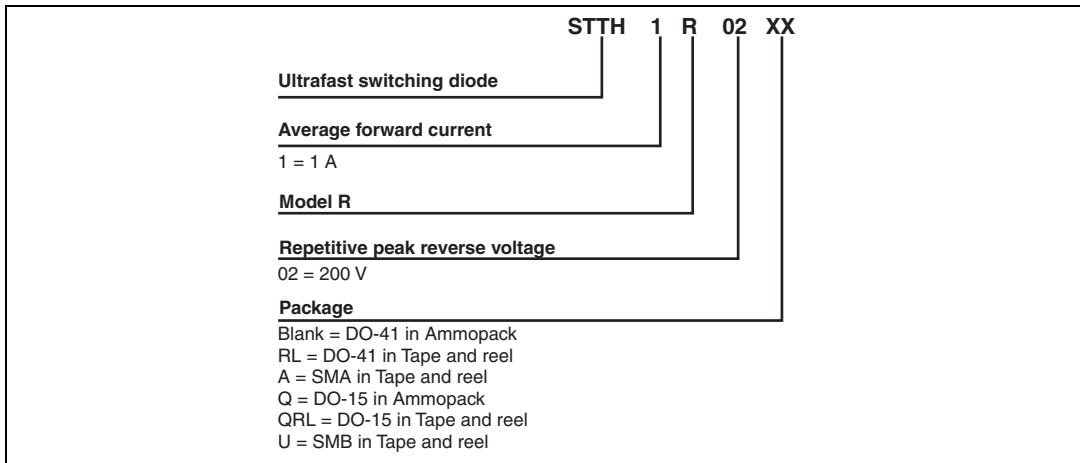 STTH 1 R 02 XX
Ultrafast switching diode
Average forward current
1 = 1 A
Model R
Repetitive peak reverse voltage
02 = 200 V
Package
Blank = DO-41 in Ammopack
RL = DO-41 in Tape and reel
A = SMA in Tape and reel
Q = DO-15 in Ammopack
QRL = DO-15 in Tape and reel
U = SMB in Tape and reel